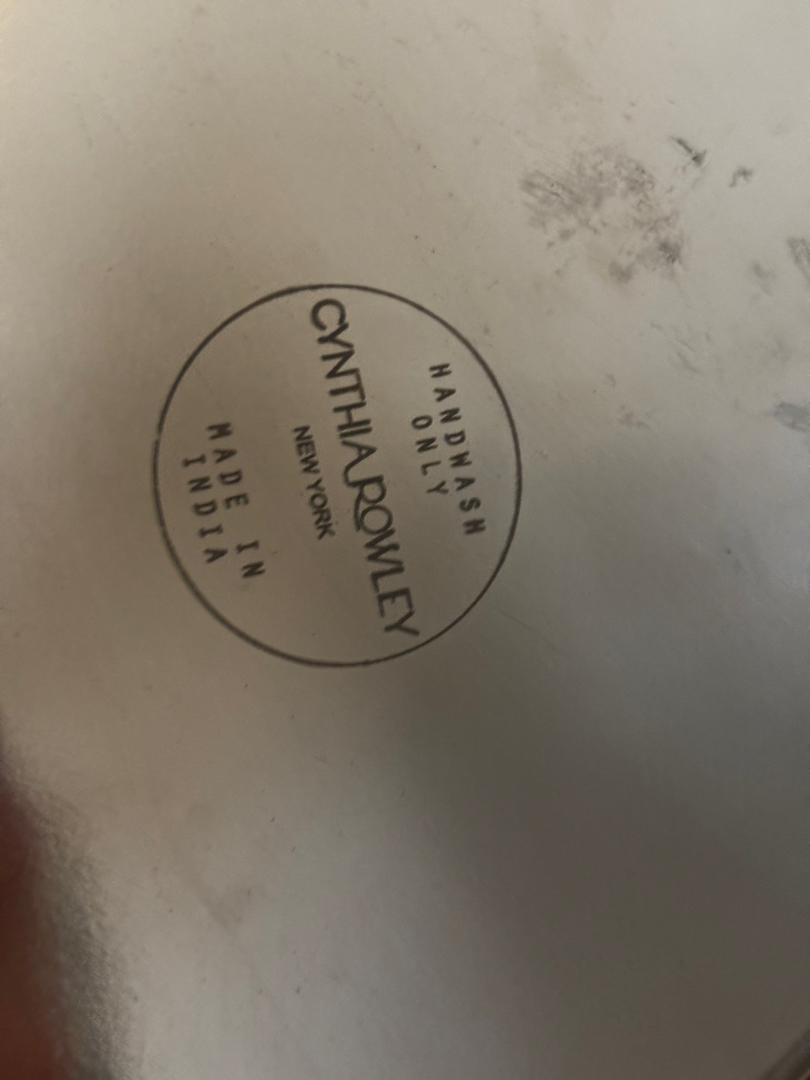 HANDWASH
ONLY
CYNTHIA ROWLEY
NEW YORK
MADE IN
INDIA